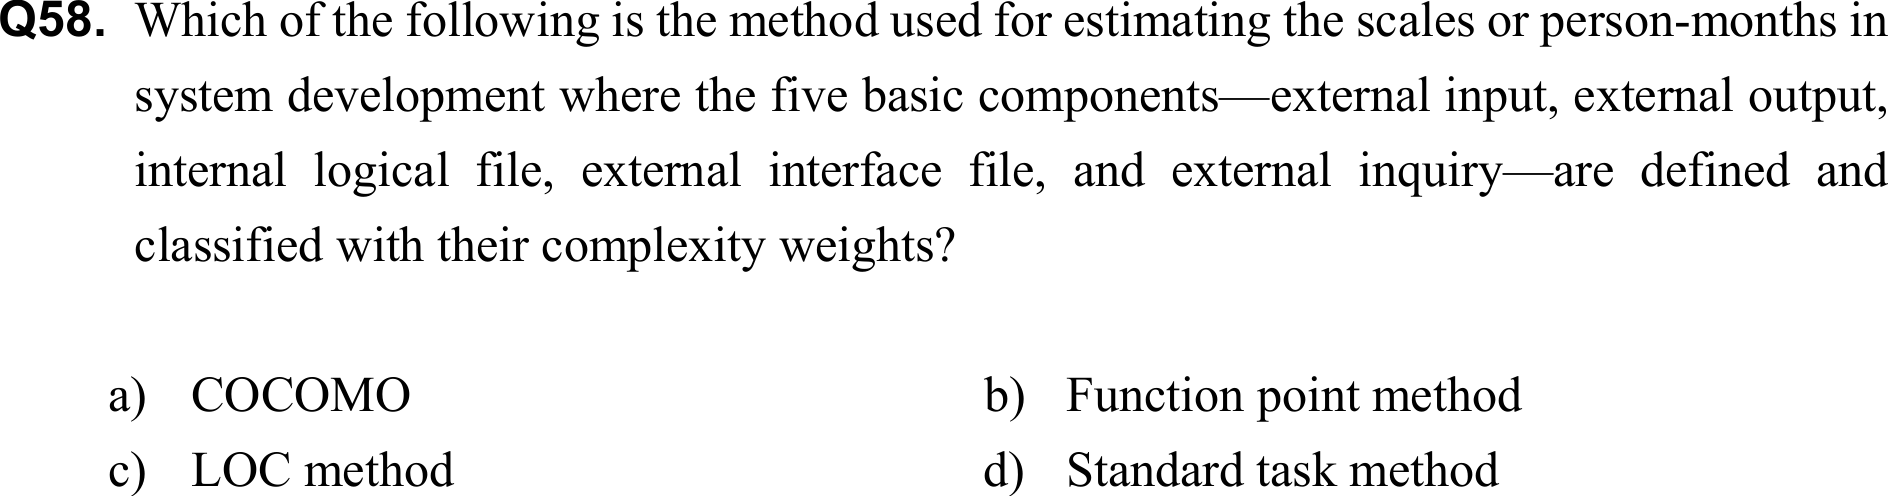 Q58. Which of the following is the method used for estimating the scales or person-months in
system development where the five basic components—external input, external output,
internal logical file, external interface file, and external inquiry—are defined and
classified with their complexity weights?
a) COCOMO b) Function point method
c) LOC method d) Standard task method